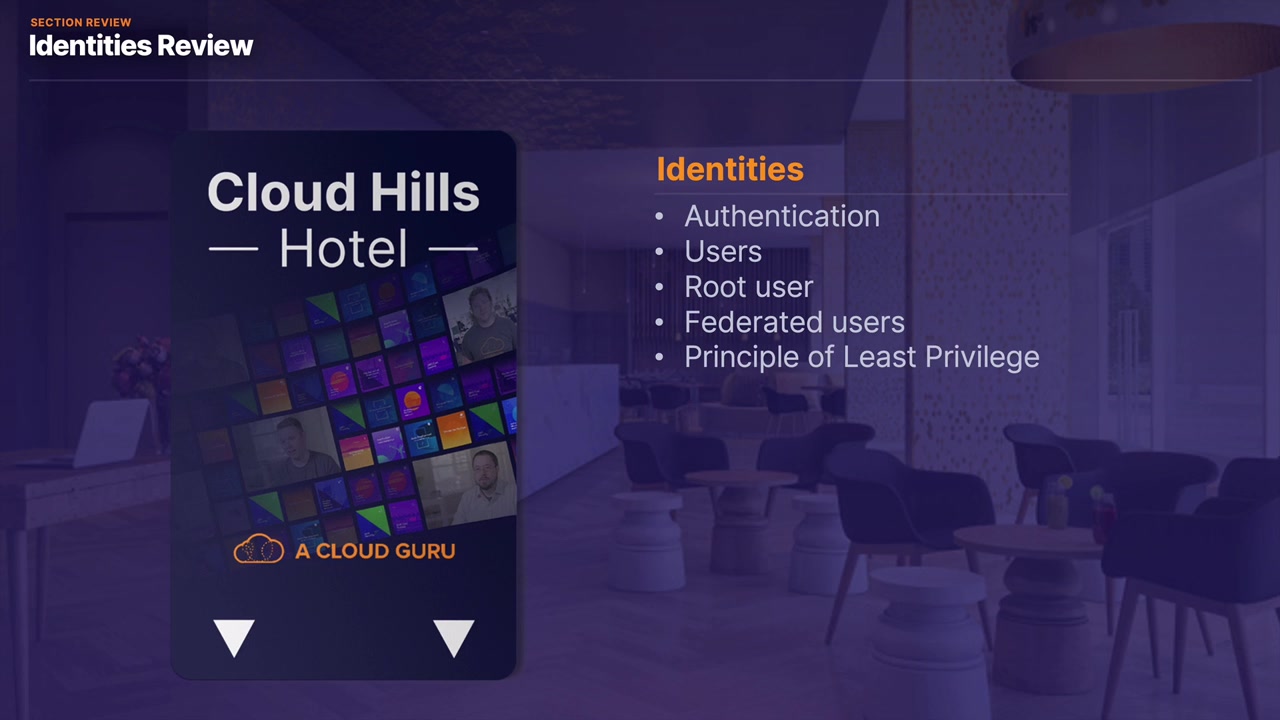 SECTION REVIEW
Identities Review
Cloud Hills
Hotel
A CLOUD GURU
Identities
• Authentication
• Users
• Root user
• Federated users
• Principle of Least Privilege